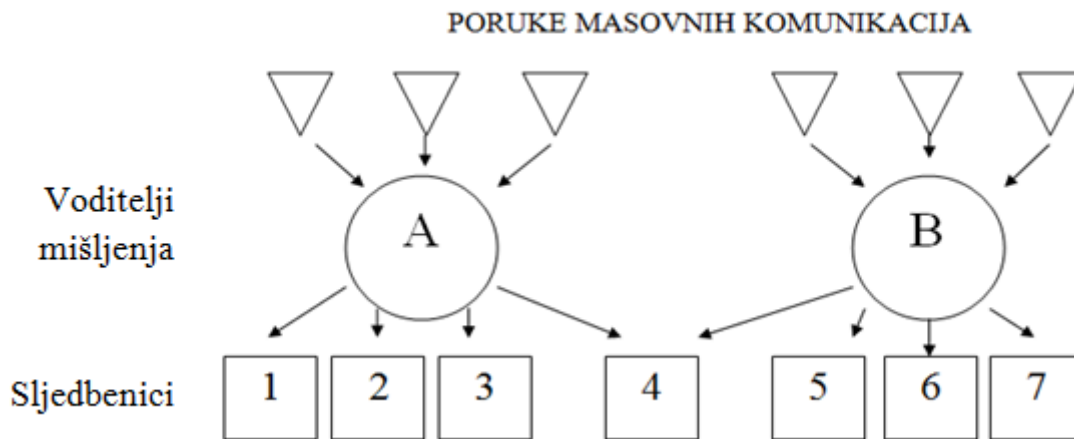 PORUKE MASOVNIH KOMUNIKACIJA
Voditelji
mišljenja
A
B
Sljedbenici
1
2
3
4
5
6
7